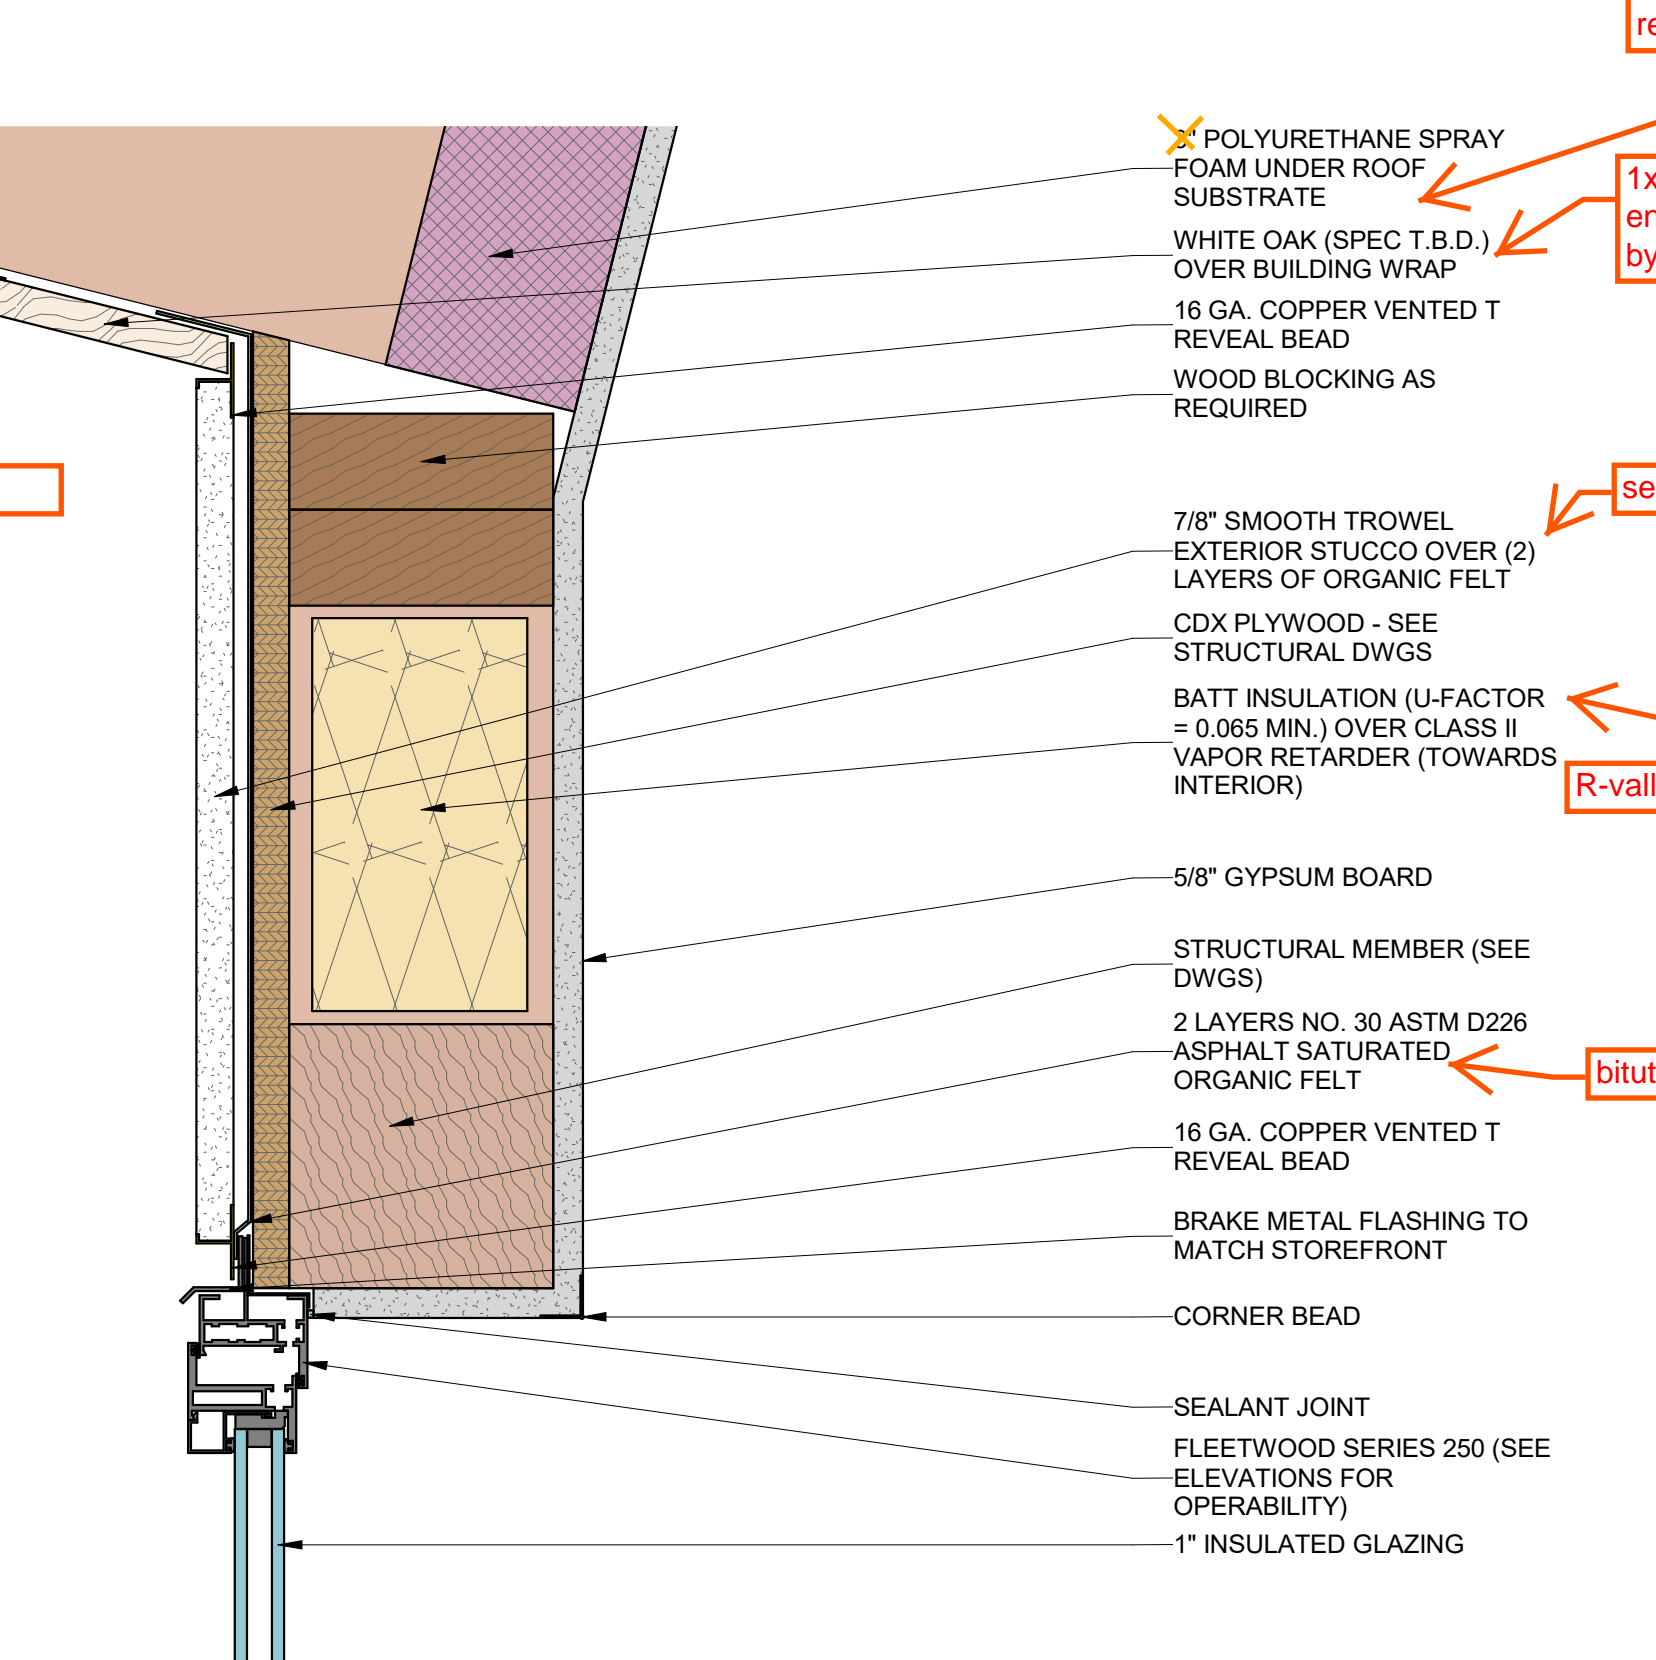 re
POLYURETHANE SPRAY
FOAM UNDER ROOF
SUBSTRATE
1x
en
by
WHITE OAK (SPEC T.B.D.)
OVER BUILDING WRAP
16 GA. COPPER VENTED T
REVEAL BEAD
WOOD BLOCKING AS
REQUIRED
se
7/8" SMOOTH TROWEL
EXTERIOR STUCCO OVER (2)
LAYERS OF ORGANIC FELT
CDX PLYWOOD - SEE
STRUCTURAL DWGS
BATT INSULATION (U-FACTOR
= 0.065 MIN.) OVER CLASS II
VAPOR RETARDER (TOWARDS
INTERIOR)
R-vall
5/8" GYPSUM BOARD
STRUCTURAL MEMBER (SEE
DWGS)
2 LAYERS NO. 30 ASTM D226
ASPHALT SATURATED
ORGANIC FELT
bitut
16 GA. COPPER VENTED T
REVEAL BEAD
BRAKE METAL FLASHING TO
MATCH STOREFRONT
CORNER BEAD
SEALANT JOINT
FLEETWOOD SERIES 250 (SEE
ELEVATIONS FOR
OPERABILITY)
1" INSULATED GLAZING